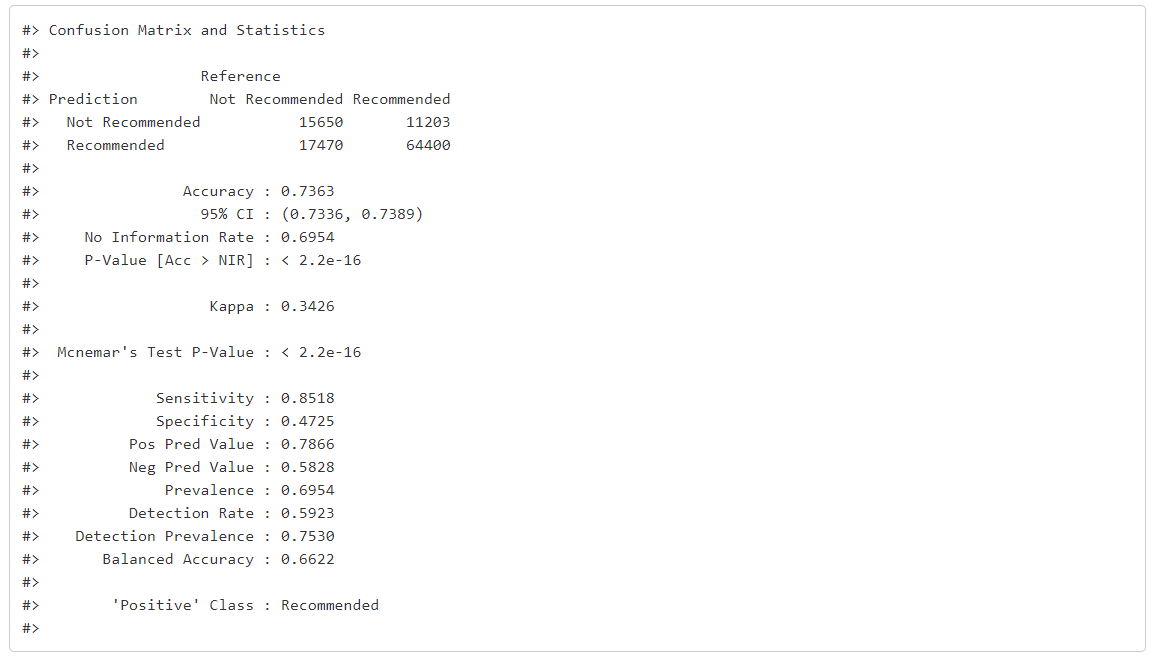 #> Confusion Matrix and Statistics
#>
#>                  Reference
#> Prediction        Not Recommended Recommended
#>   Not Recommended           15650       11203
#>   Recommended               17470       64400
#>
#>                Accuracy : 0.7363
#>                  95% CI : (0.7336, 0.7389)
#>     No Information Rate : 0.6954
#>     P-Value [Acc > NIR] : < 2.2e-16
#>
#>                   Kappa : 0.3426
#>
#>  Mcnemar's Test P-Value : < 2.2e-16
#>
#>             Sensitivity : 0.8518
#>             Specificity : 0.4725
#>          Pos Pred Value : 0.7866
#>          Neg Pred Value : 0.5828
#>              Prevalence : 0.6954
#>          Detection Rate : 0.5923
#>    Detection Prevalence : 0.7530
#>       Balanced Accuracy : 0.6622
#>
#>        'Positive' Class : Recommended
#>